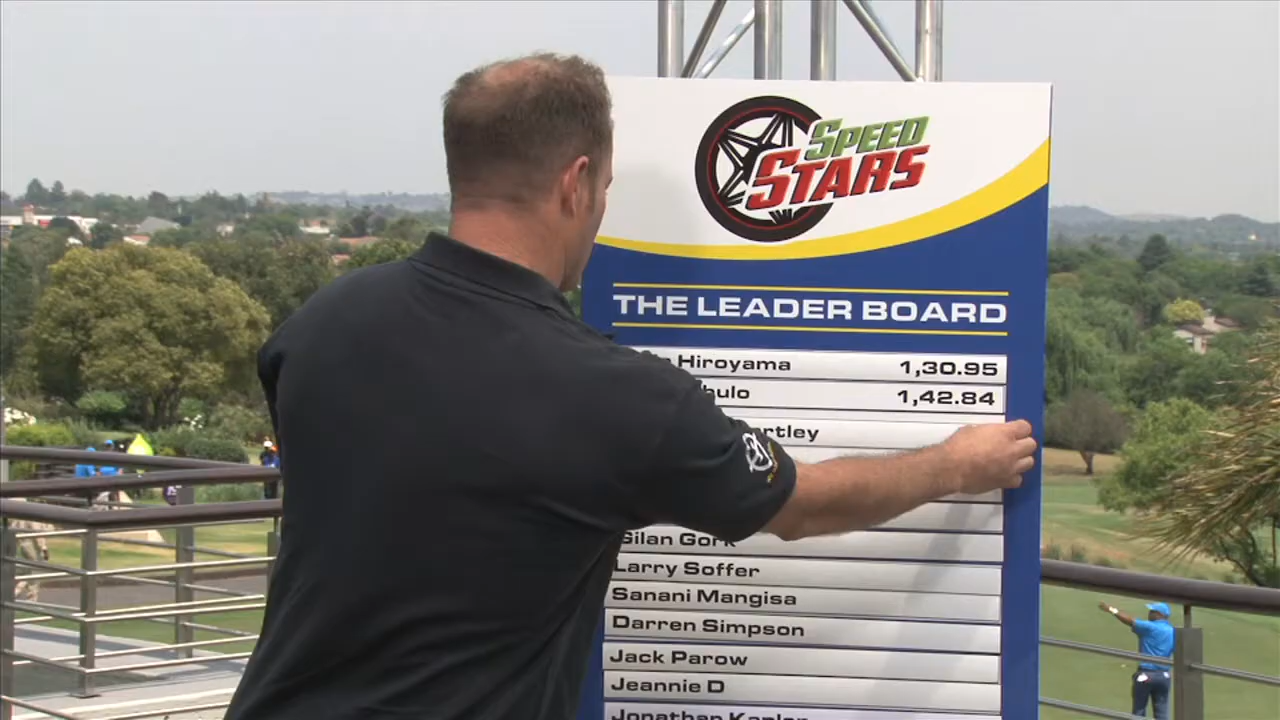 SPEED
STARS
THE LEADER BOARD
Hiroyama 1,30.95
1,42.84
Gilan Gork
Larry Soffer
Sanani Mangisa
Darren Simpson
Jack Parow
Jeannie D
Jonathan